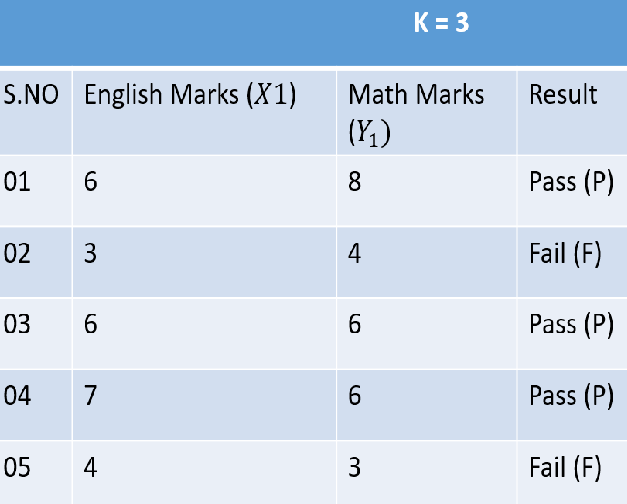 K = 3
S.NO English Marks (𝑋1) Math Marks (𝑌₁) Result
01 6 8 Pass (P)
02 3 4 Fail (F)
03 6 6 Pass (P)
04 7 6 Pass (P)
05 4 3 Fail (F)